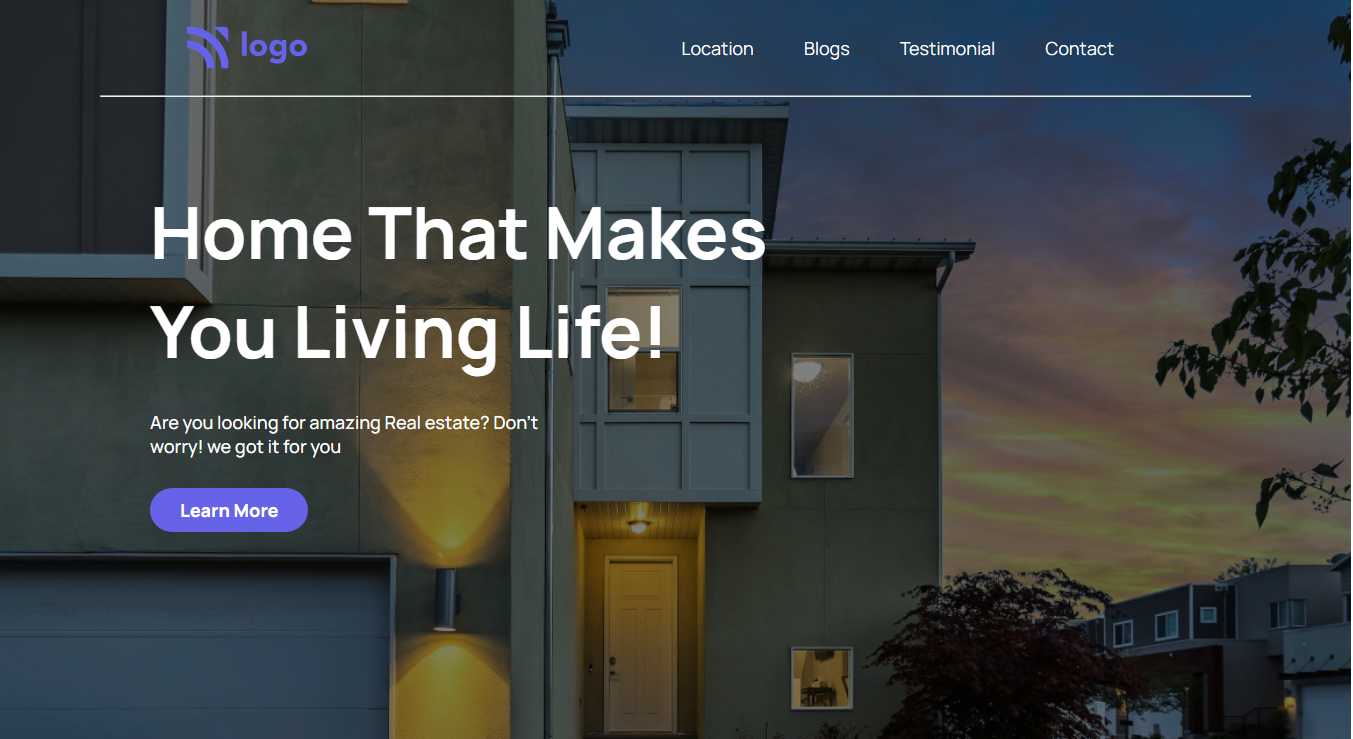 logo
Location Blogs Testimonial Contact
Home That Makes
You Living Life!
Are you looking for amazing Real estate? Don't
worry! we got it for you
Learn More